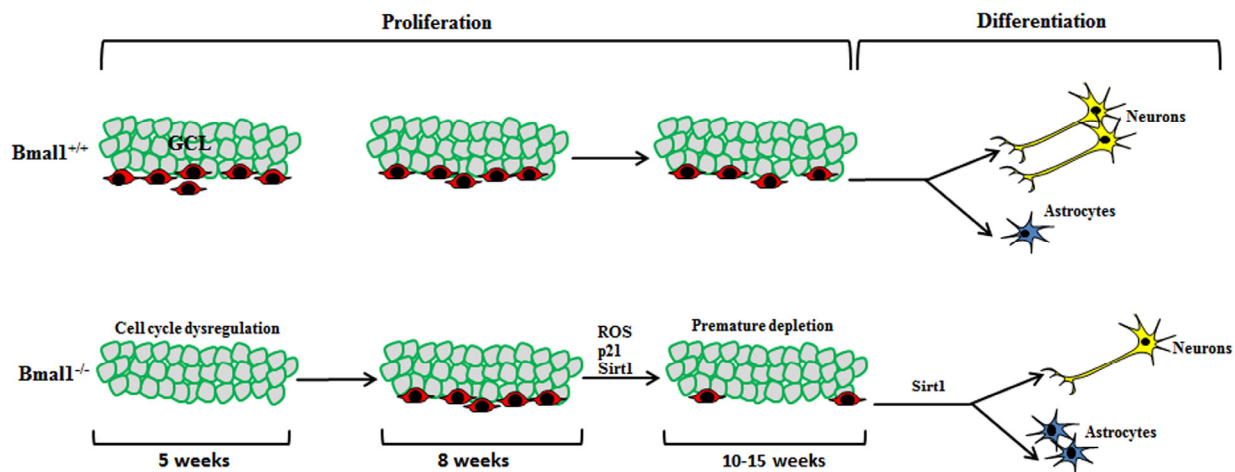 Proliferation
Differentiation
Bmal1+/+
GCL
Neurons
Astrocytes
Bmal1-/-
Cell cycle dysregulation
ROS
p21
Sirt1
Premature depletion
Sirt1
Neurons
Astrocytes
5 weeks
8 weeks
10-15 weeks